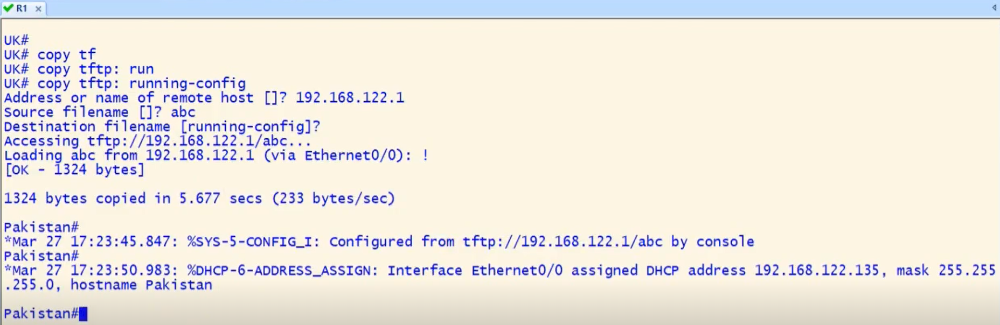 R1
UK#
UK# copy tf
UK# copy tftp: run
UK# copy tftp: running-config
Address or name of remote host []? 192.168.122.1
Source filename []? abc
Destination filename [running-config]?
Accessing tftp://192.168.122.1/abc...
Loading abc from 192.168.122.1 (via Ethernet0/0): !
[OK - 1324 bytes]
1324 bytes copied in 5.677 secs (233 bytes/sec)
Pakistan#
*Mar 27 17:23:45.847: %SYS-5-CONFIG_I: Configured from tftp://192.168.122.1/abc by console
Pakistan#
*Mar 27 17:23:50.983: %DHCP-6-ADDRESS_ASSIGN: Interface Ethernet0/0 assigned DHCP address 192.168.122.135, mask 255.255
.255.0, hostname Pakistan
Pakistan#